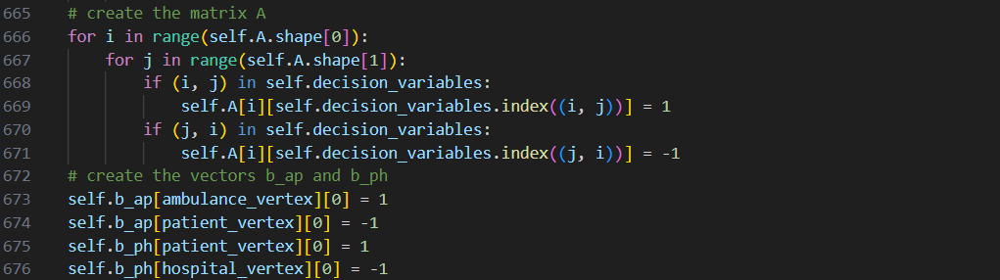 665 # create the matrix A
666 for i in range(self.A.shape[0]):
667 for j in range(self.A.shape[1]):
668 if (i, j) in self.decision_variables:
669 self.A[i][self.decision_variables.index((i, j))] = 1
670 if (j, i) in self.decision_variables:
671 self.A[i][self.decision_variables.index((j, i))] = -1
672 # create the vectors b_ap and b_ph
673 self.b_ap[ambulance_vertex][0] = 1
674 self.b_ap[patient_vertex][0] = -1
675 self.b_ph[patient_vertex][0] = 1
676 self.b_ph[hospital_vertex][0] = -1